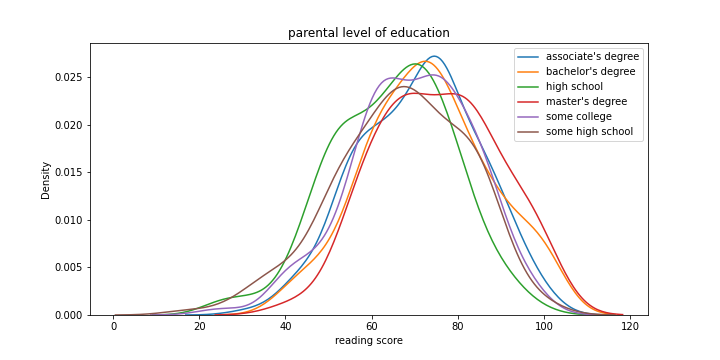 parental level of education
associate's degree
bachelor's degree
high school
master's degree
some college
some high school
Density
0.025
0.020
0.015
0.010
0.005
0.000
0
20
40
60
80
100
120
reading score